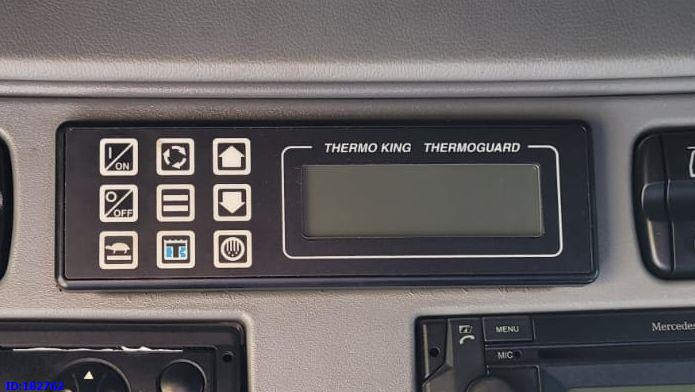 THERMO KING THERMOGUARD
I/ON
O/OFF
MENU
MIC
Mercedes
ID:182762